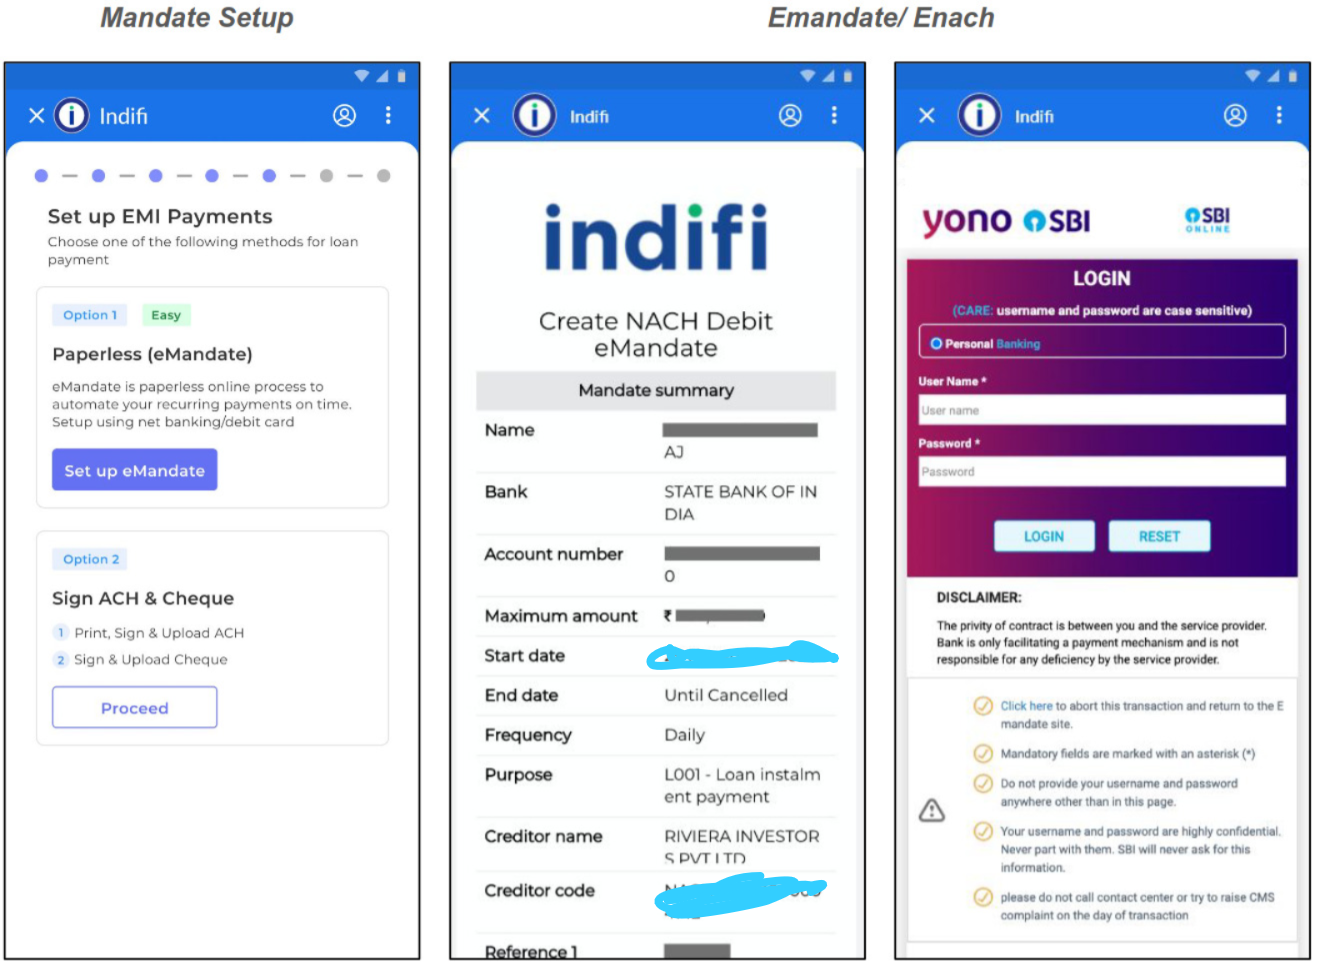 Mandate Setup
Emandate/ Enach
Indifi
Set up EMI Payments
Choose one of the following methods for loan
payment
Option 1
Easy
Paperless (eMandate)
eMandate is paperless online process to
automate your recurring payments on time.
Setup using net banking/debit card
Set up eMandate
Option 2
Sign ACH & Cheque
1 Print, Sign & Upload ACH
2 Sign & Upload Cheque
Proceed
Indifi
indifi
Create NACH Debit
eMandate
Mandate summary
Name
AJ
Bank
STATE BANK OF IN
DIA
Account number
0
Maximum amount ₹
Start date
End date Until Cancelled
Frequency Daily
Purpose L001 - Loan instalm
ent payment
Creditor name RIVIERA INVESTOR
S PVT LTD
Creditor code
Reference 1
Indifi
yono SBI
SBI
ONLINE
LOGIN
(CARE: username and password are case sensitive)
Personal Banking
User Name *
User name
Password *
Password
LOGIN
RESET
DISCLAIMER:
The privity of contract is between you and the service provider.
Bank is only facilitating a payment mechanism and is not
responsible for any deficiency by the service provider.
Click here to abort this transaction and return to the E
mandate site.
Mandatory fields are marked with an asterisk (*)
Do not provide your username and password
anywhere other than in this page.
Your username and password are highly confidential.
Never part with them. SBI will never ask for this
information.
please do not call contact center or try to raise CMS
complaint on the day of transaction